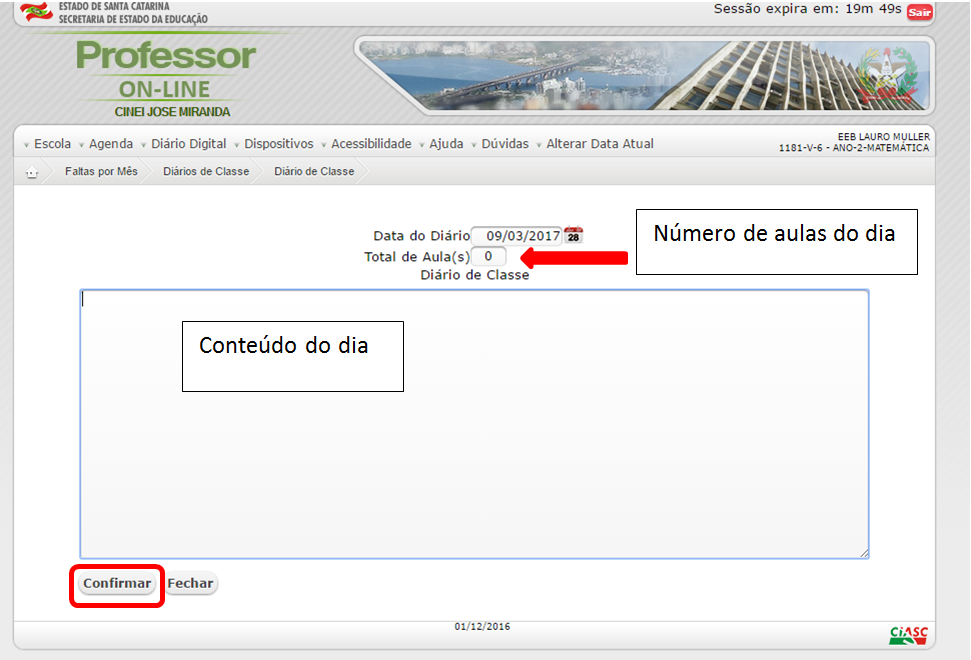 ESTADO DE SANTA CATARINA
SECRETARIA DE ESTADO DA EDUCAÇÃO
Sessão expira em: 19m 49s Sair
Professor
ON-LINE
CINEI JOSE MIRANDA
Escola Agenda Diário Digital Dispositivos Acessibilidade Ajuda Dúvidas Alterar Data Atual
EEB LAURO MULLER
1181-V-6 - ANO-2-MATEMÁTICA
Faltas por Mês Diários de Classe Diário de Classe
Data do Diário 09/03/2017 28
Total de Aula(s) 0
Número de aulas do dia
Diário de Classe
Conteúdo do dia
Confirmar Fechar
01/12/2016
CIASC